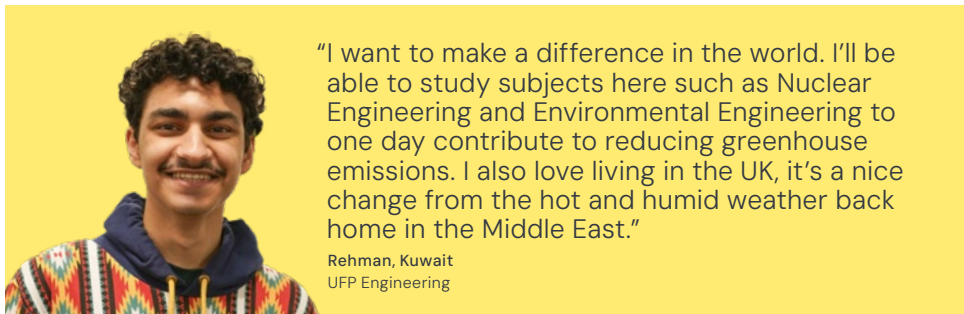 “I want to make a difference in the world. I’ll be
able to study subjects here such as Nuclear
Engineering and Environmental Engineering to
one day contribute to reducing greenhouse
emissions. I also love living in the UK, it’s a nice
change from the hot and humid weather back
home in the Middle East.”
Rehman, Kuwait
UFP Engineering